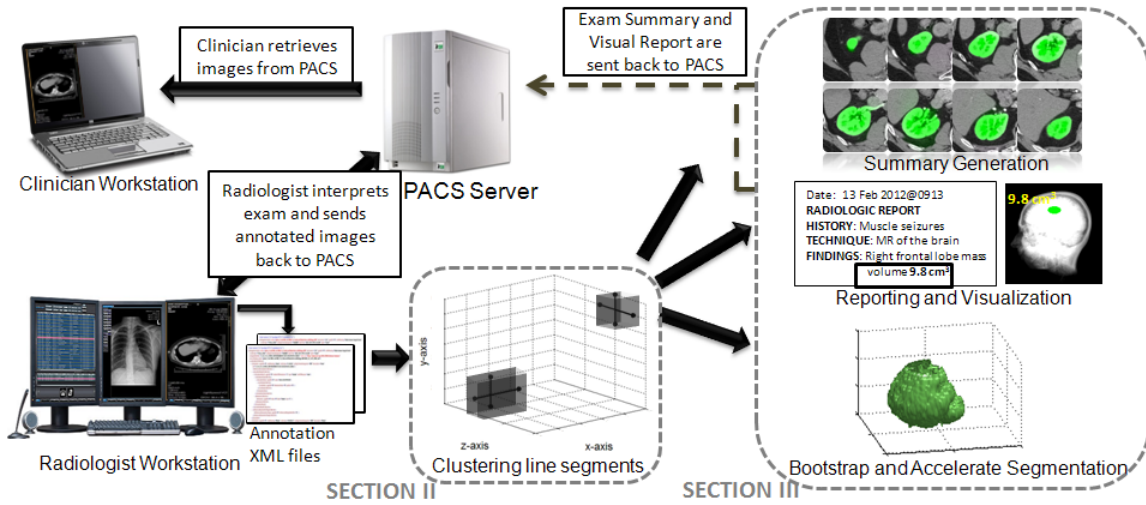 Clinician retrieves
images from PACS
Exam Summary and
Visual Report are
sent back to PACS
Clinician Workstation
PACS Server
Summary Generation
Radiologist interprets
exam and sends
annotated images
back to PACS
Date: 13 Feb 2012@0913
RADIOLOGIC REPORT
HISTORY: Muscle seizures
TECHNIQUE: MR of the brain
FINDINGS: Right frontal lobe mass
volume 9.8 cm³
9.8 cm³
Reporting and Visualization
y-axis
z-axis
x-axis
Annotation
XML files
Radiologist Workstation
Clustering line segments
Bootstrap and Accelerate Segmentation
SECTION II
SECTION III